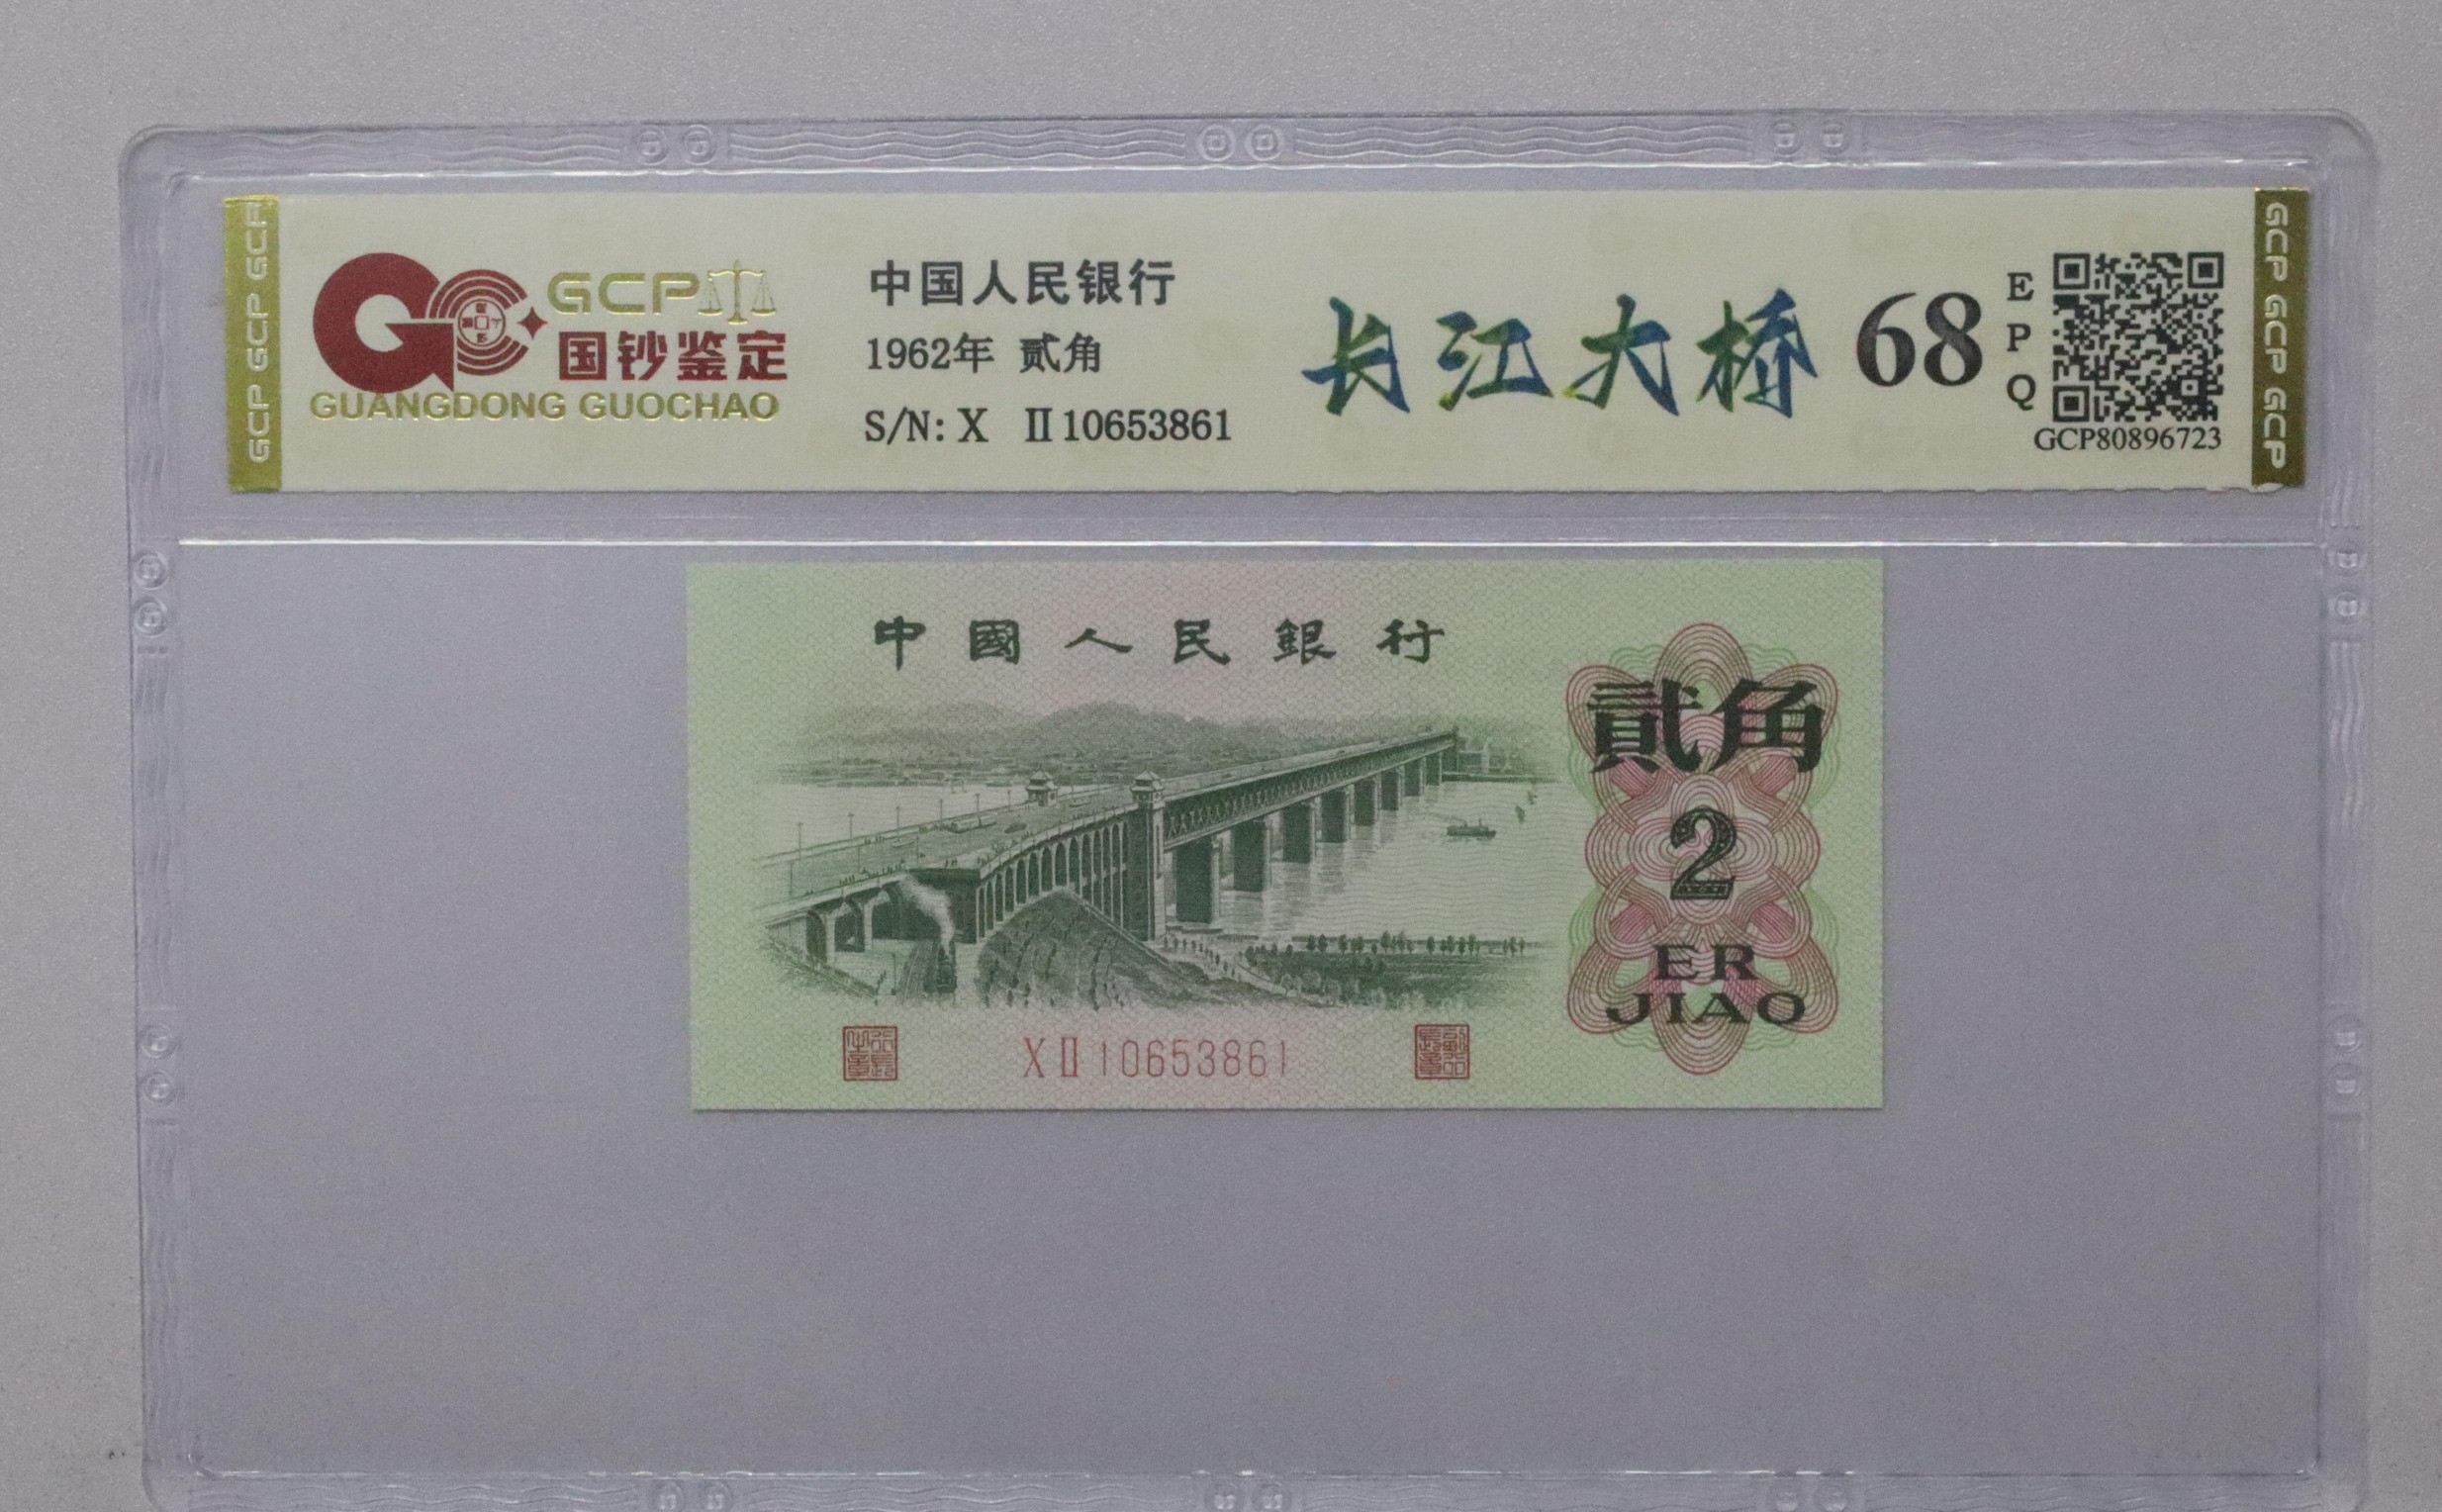 GCP GCP GCP
GCP
国钞鉴定
GUANGDONG GUOCHAO
中国人民银行
1962年 贰角
S/N: X Ⅱ10653861
长江大桥
68
E
P
Q
GCP80896723
GCP GCP GCP
中國人民銀行
貳角
2
ER
JIAO
XⅡ10653861